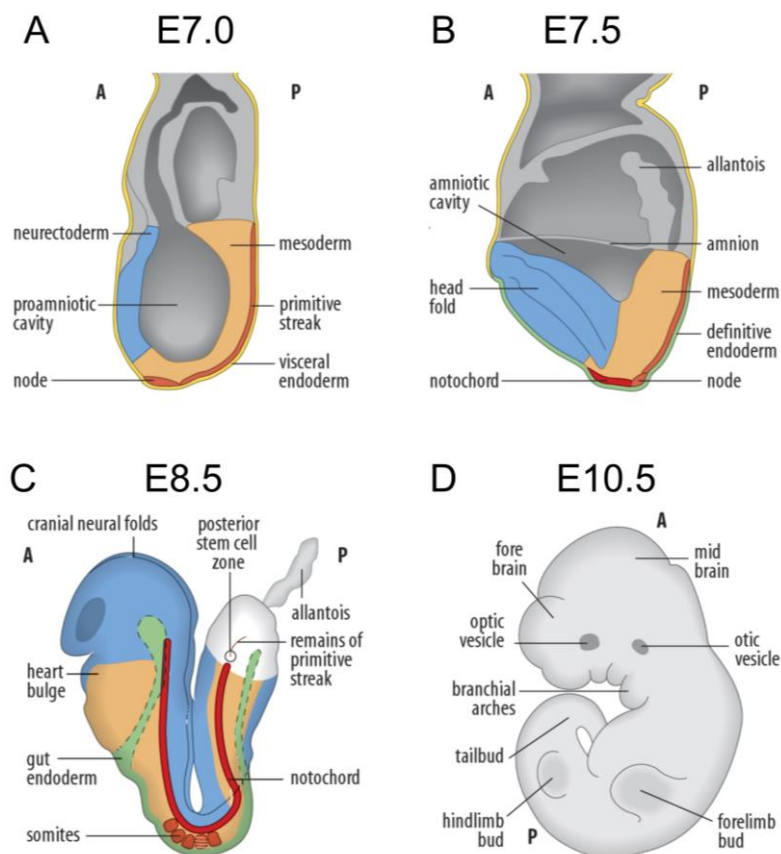 A
E7.0
A
P
neurectoderm
mesoderm
proamniotic
cavity
primitive
streak
visceral
endoderm
node
B
E7.5
A
P
allantois
amniotic
cavity
amnion
head
fold
mesoderm
definitive
endoderm
notochord
node
C
E8.5
cranial neural folds
posterior
stem cell
zone
A
P
allantois
remains of
primitive
streak
heart
bulge
gut
endoderm
notochord
somites
D
E10.5
A
fore
brain
mid
brain
optic
vesicle
otic
vesicle
branchial
arches
tailbud
hindlimb
bud
P
forelimb
bud